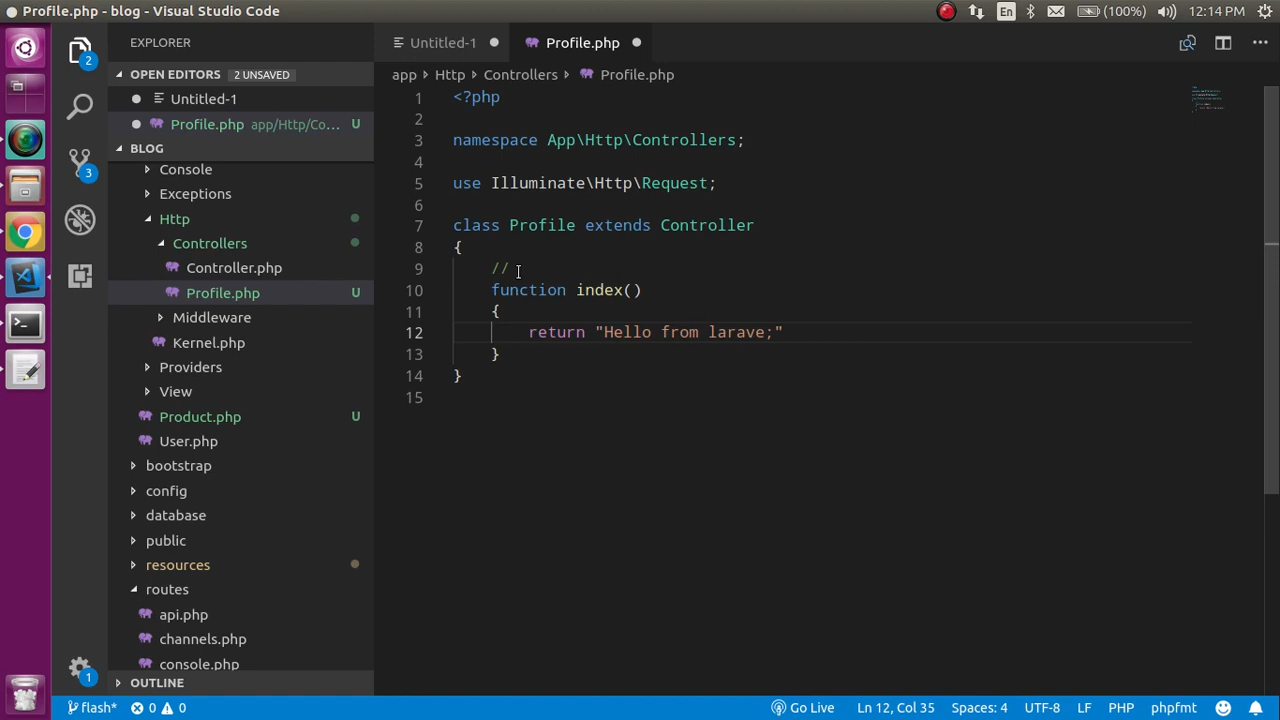 Profile.php - blog - Visual Studio Code
En
(100%)
12:14 PM
EXPLORER
Untitled-1
Profile.php
2
OPEN EDITORS
2 UNSAVED
Untitled-1
Profile.php app/Http/Co... U
3
BLOG
Console
Exceptions
Http
Controllers
Controller.php
Profile.php U
Middleware
Kernel.php
Providers
View
Product.php U
User.php
bootstrap
config
database
public
resources
routes
api.php
channels.php
console.php
OUTLINE
1
app Http Controllers Profile.php
1 <?php
2
3 namespace App\Http\Controllers;
4
5 use Illuminate\Http\Request;
6
7 class Profile extends Controller
8 {
9 //
10 function index()
11 {
12 return "Hello from larave;"
13 }
14 }
15
flash* 0 0 Go Live Ln 12, Col 35 Spaces: 4 UTF-8 LF PHP phpfmt